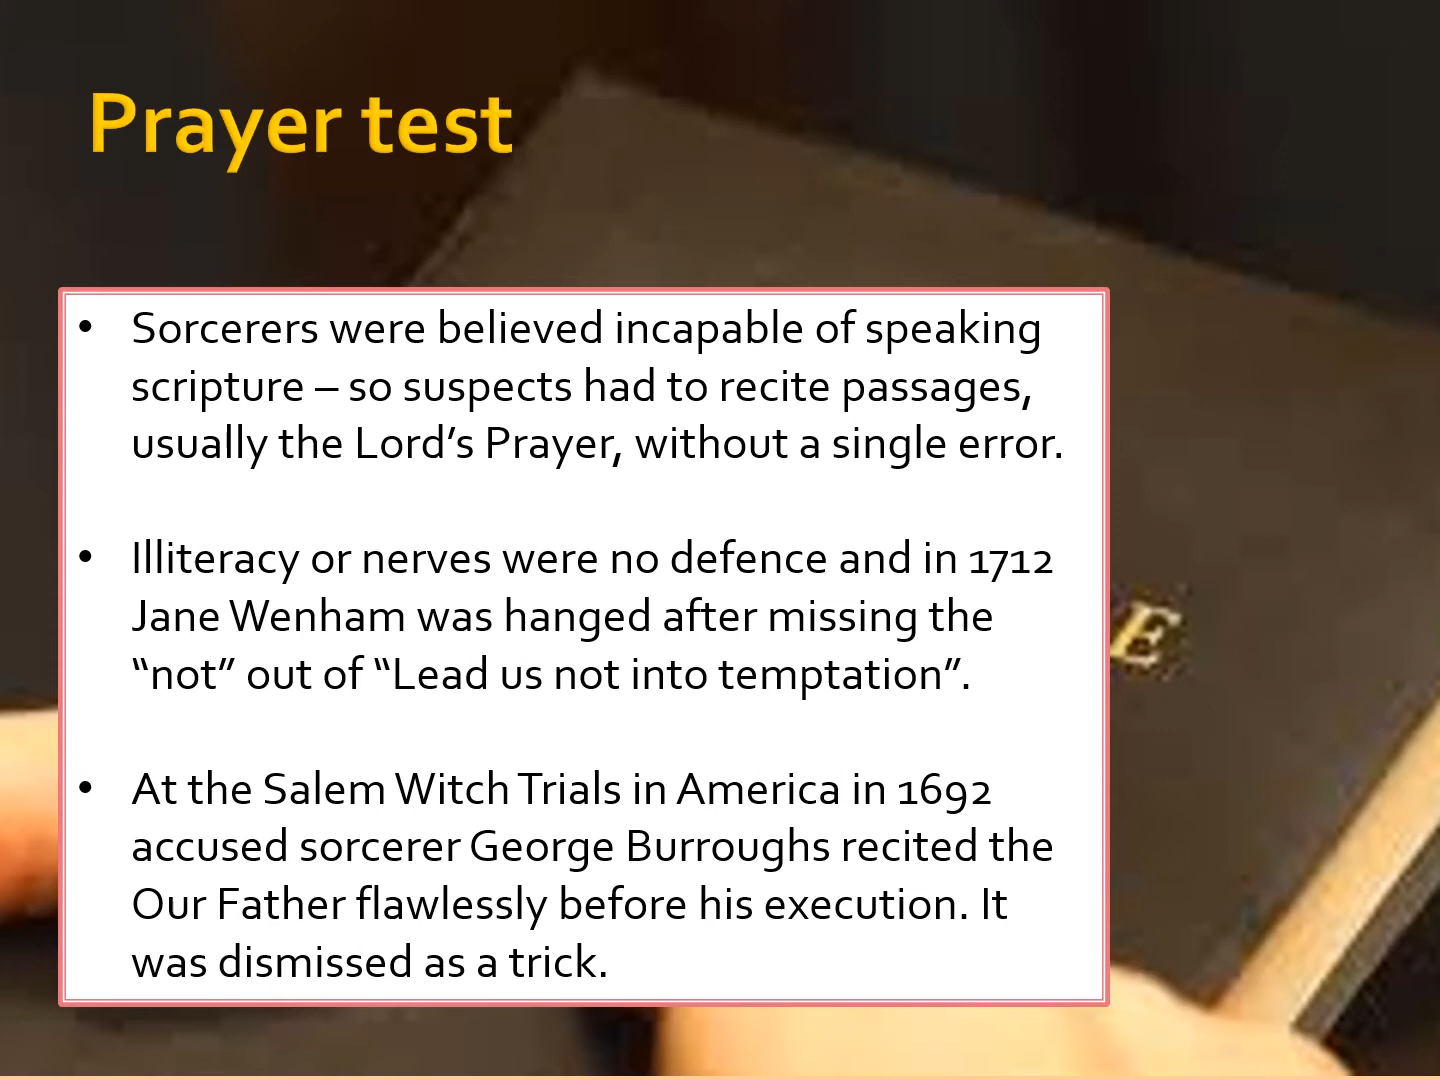 Prayer test
• Sorcerers were believed incapable of speaking
scripture – so suspects had to recite passages,
usually the Lord’s Prayer, without a single error.
• Illiteracy or nerves were no defence and in 1712
Jane Wenham was hanged after missing the
“not” out of “Lead us not into temptation”.
• At the Salem Witch Trials in America in 1692
accused sorcerer George Burroughs recited the
Our Father flawlessly before his execution. It
was dismissed as a trick.
E